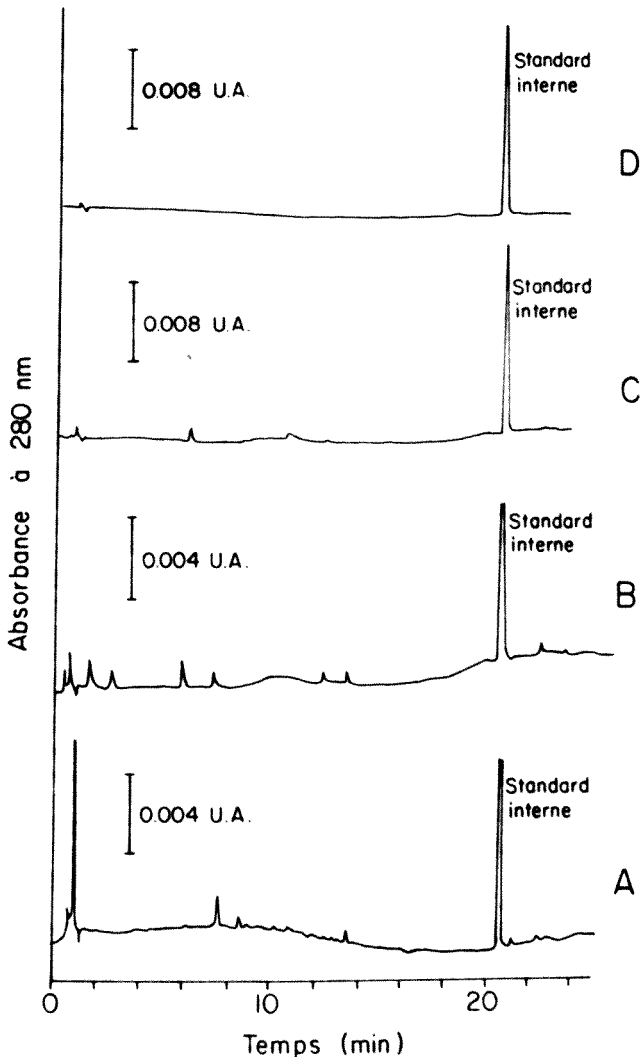 Standard
interne
0.008 U.A.
D
Standard
interne
0.008 U.A.
C
Standard
interne
0.004 U.A.
B
Standard
interne
0.004 U.A.
A
Absorbance à 280 nm
0 10 20
Temps (min)